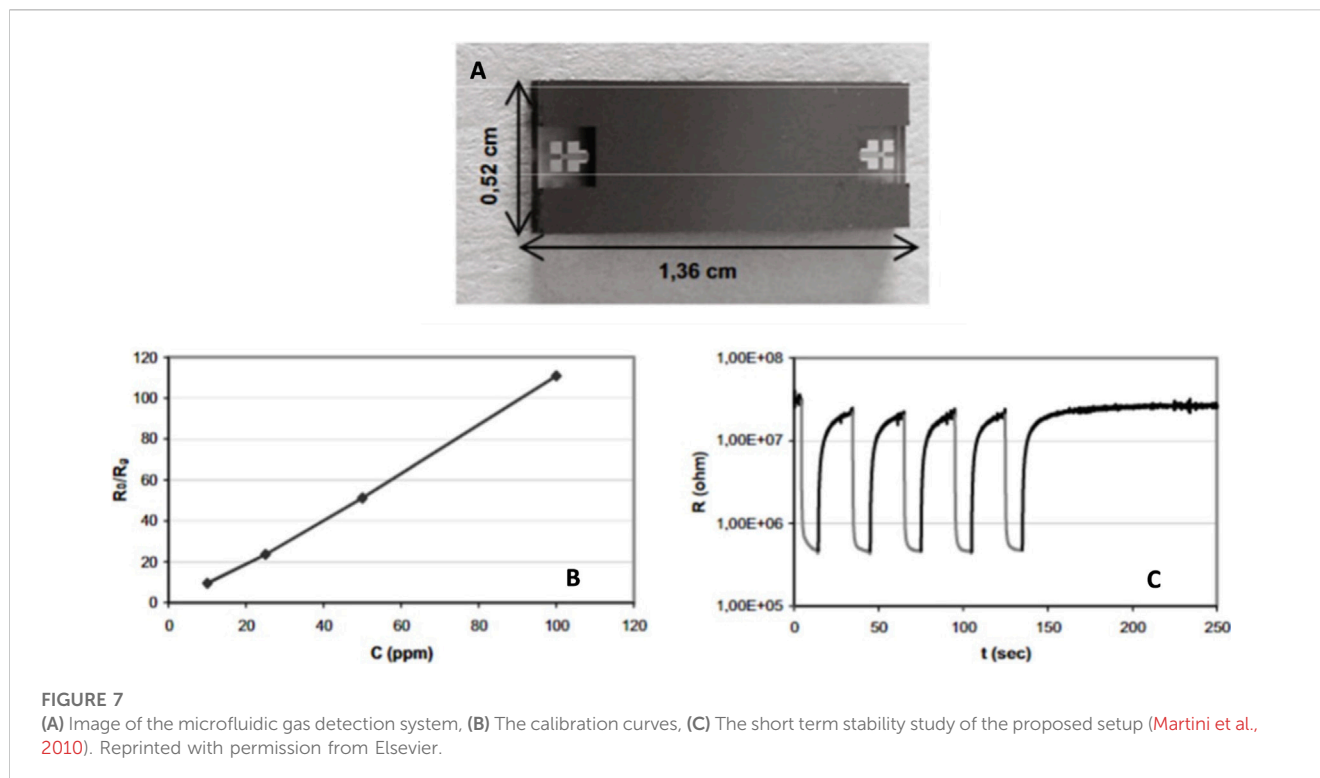 A
0,52 cm
1,36 cm
120
100
80
60
40
20
0
R0/Rg
0 20 40 60 80 100 120
C (ppm)
B
1,00E+08
1,00E+07
1,00E+06
1,00E+05
R (ohm)
0 50 100 150 200 250
t (sec)
C
FIGURE 7
(A) Image of the microfluidic gas detection system, (B) The calibration curves, (C) The short term stability study of the proposed setup (Martini et al.,
2010). Reprinted with permission from Elsevier.